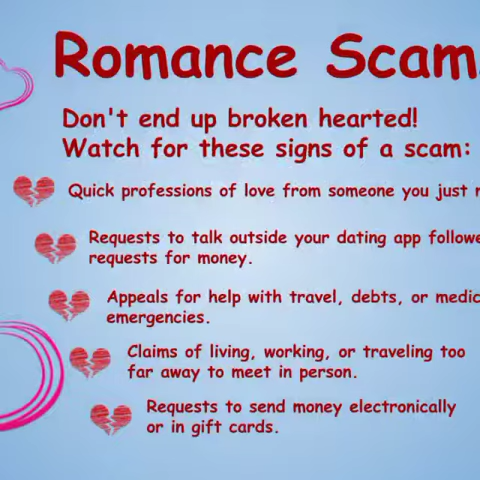 Romance Scam
Don't end up broken hearted!
Watch for these signs of a scam:
Quick professions of love from someone you just
Requests to talk outside your dating app
requests for money.
Appeals for help with travel, debts, or
emergencies.
Claims of living, working, or traveling too
far away to meet in person.
Requests to send money electronically
or in gift cards.